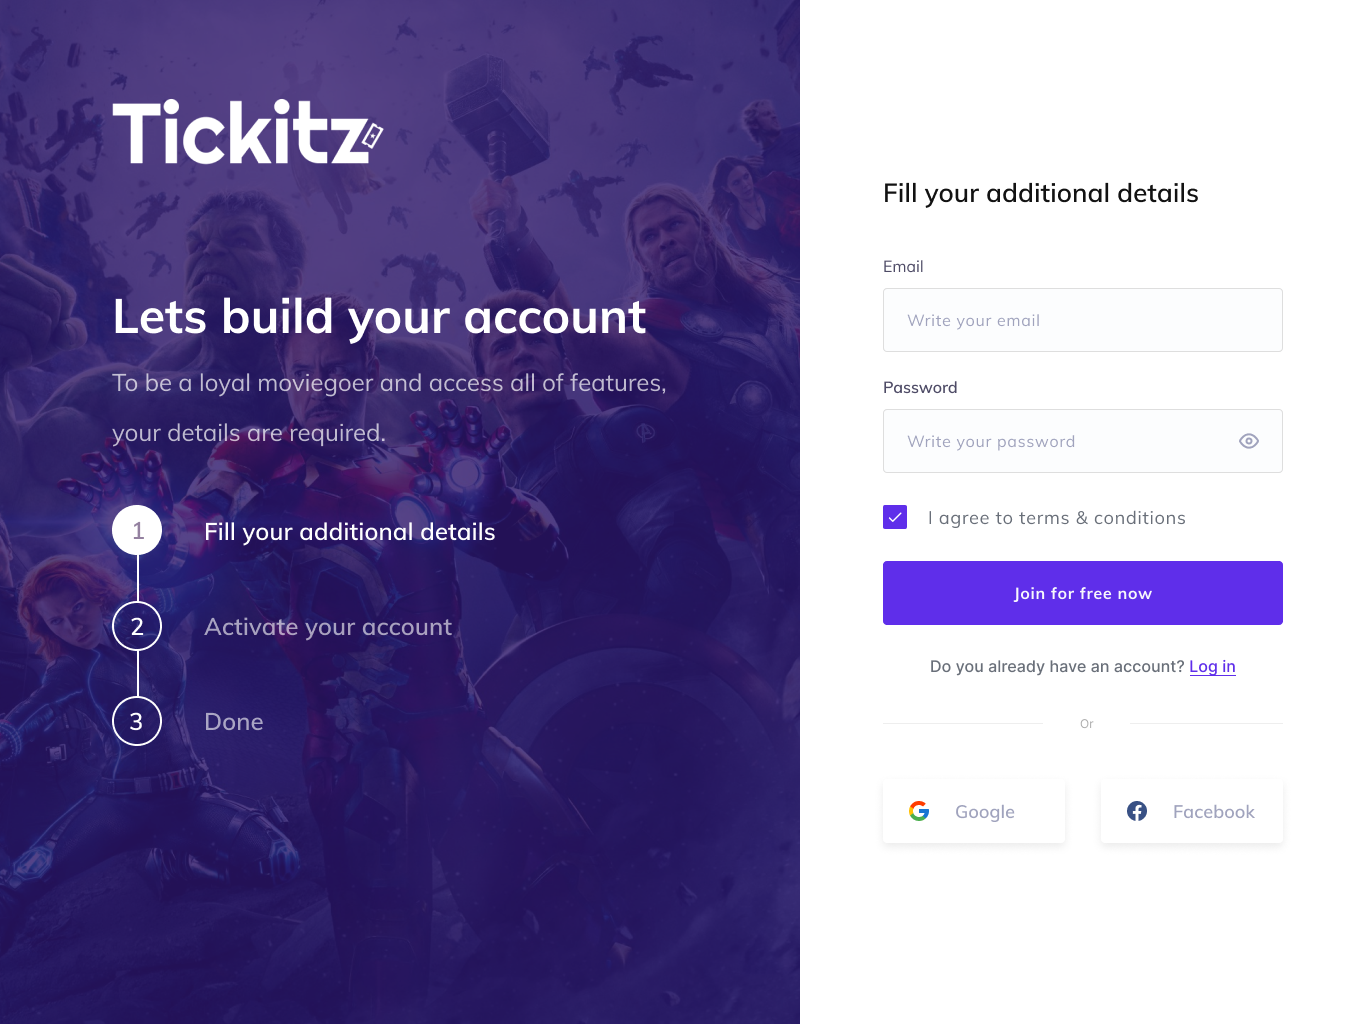 Tickitz
Lets build your account
To be a loyal moviegoer and access all of features,
your details are required.
1 Fill your additional details
2 Activate your account
3 Done
Fill your additional details
Email
Write your email
Password
Write your password
I agree to terms & conditions
Join for free now
Do you already have an account? Log in
Or
Google
Facebook